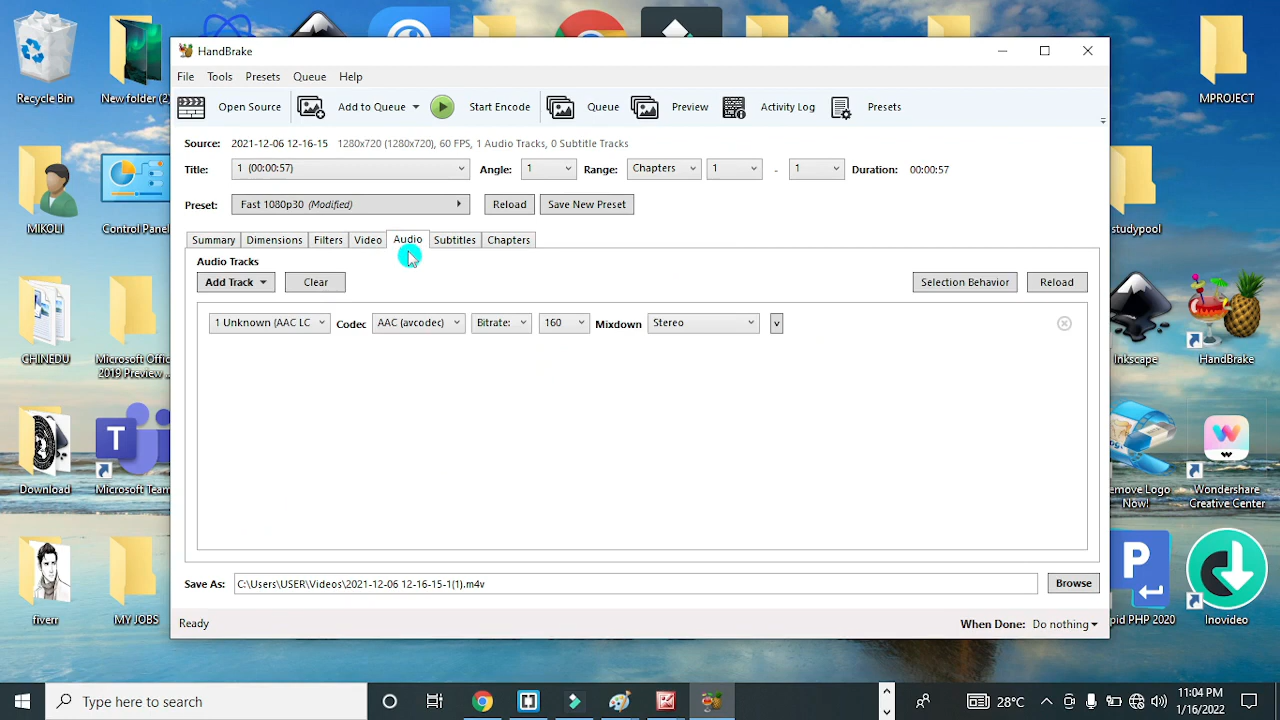 Recycle Bin
New folder (2)
MPROJECT
HandBrake
File Tools Presets Queue Help
Open Source Add to Queue Start Encode Queue Preview Activity Log Presets
Source: 2021-12-06 12-16-15 1280x720 (1280x720), 60 FPS, 1 Audio Tracks, 0 Subtitle Tracks
Title: 1 (00:00:57) Angle: 1 Range: Chapters 1 - 1 Duration: 00:00:57
Preset: Fast 1080p30 (Modified) Reload Save New Preset
Summary Dimensions Filters Video Audio Subtitles Chapters
Audio Tracks
Add Track Clear Selection Behavior Reload
1 Unknown (AAC LC Codec AAC (avcodec) Bitrate: 160 Mixdown Stereo v
Save As: C:\Users\USER\Videos\2021-12-06 12-16-15-1(1).m4v Browse
Ready When Done: Do nothing
MIKOLI
Control Panel
studypool
CHINEDU
Microsoft Offic
2019 Preview ...
Inkscape
HandBrake
Download
T
Microsoft Team
emove Logo
Now!
Wondershare
Creative Center
fiverr
MY JOBS
P
pid PHP 2020
Inovideo
Type here to search
28°C
11:04 PM
1/16/2022